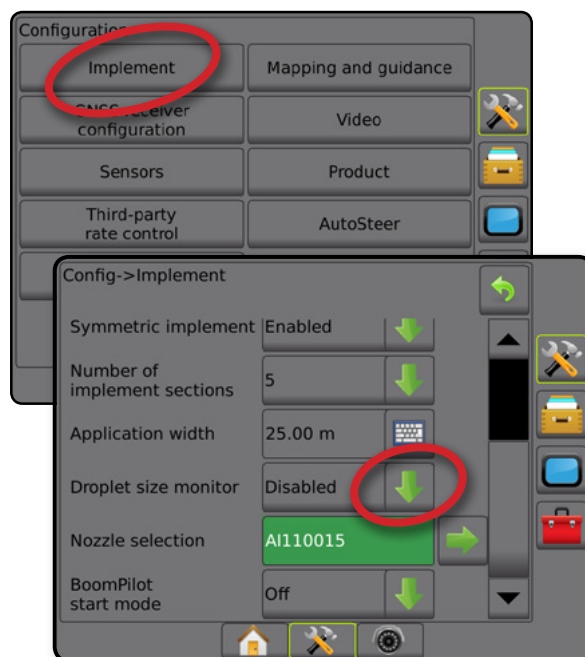 Configuration
Implement
Mapping and guidance
GNSS receiver
configuration
Video
Sensors
Product
Third-party
rate control
AutoSteer
Config->Implement
Symmetric implement
Enabled
Number of
implement sections
5
Application width
25.00 m
Droplet size monitor
Disabled
Nozzle selection
AI110015
BoomPilot
start mode
Off